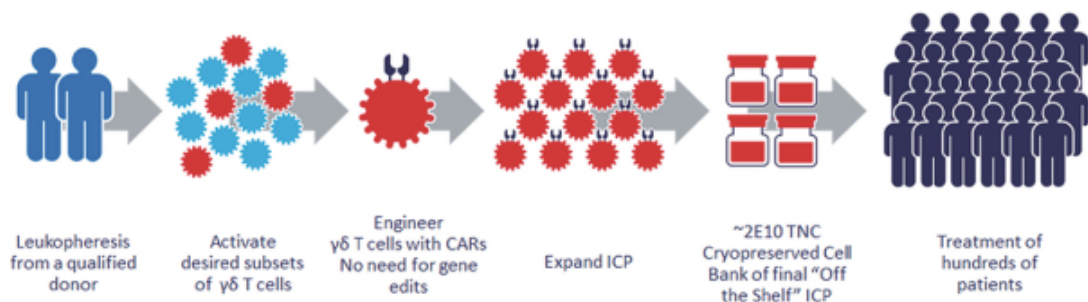 Leukopheresis
from a qualified
donor
Activate
desired subsets
of γδ T cells
Engineer
γδ T cells with CARs
No need for gene
edits
Expand ICP
~2E10 TNC
Cryopreserved Cell
Bank of final “Off
the Shelf” ICP
Treatment of
hundreds of
patients